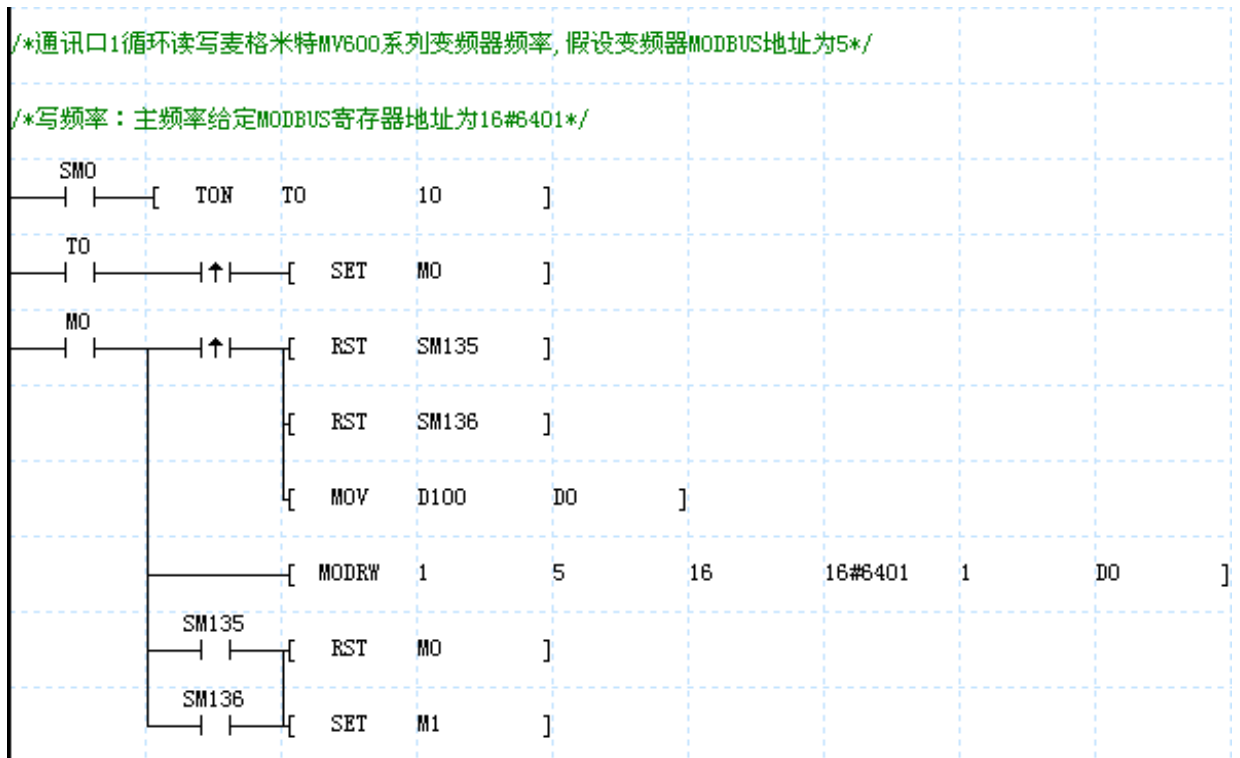 /*通讯口1循环读写麦格米特MV600系列变频器频率,假设变频器MODBUS地址为5*/
/*写频率：主频率给定MODBUS寄存器地址为16#6401*/
SM0
[ TON T0 10 ]
T0
[ SET M0 ]
M0
[ RST SM135 ]
[ RST SM136 ]
[ MOV D100 D0 ]
[ MODRW 1 5 16 16#6401 1 D0 ]
SM135
[ RST M0 ]
SM136
[ SET M1 ]